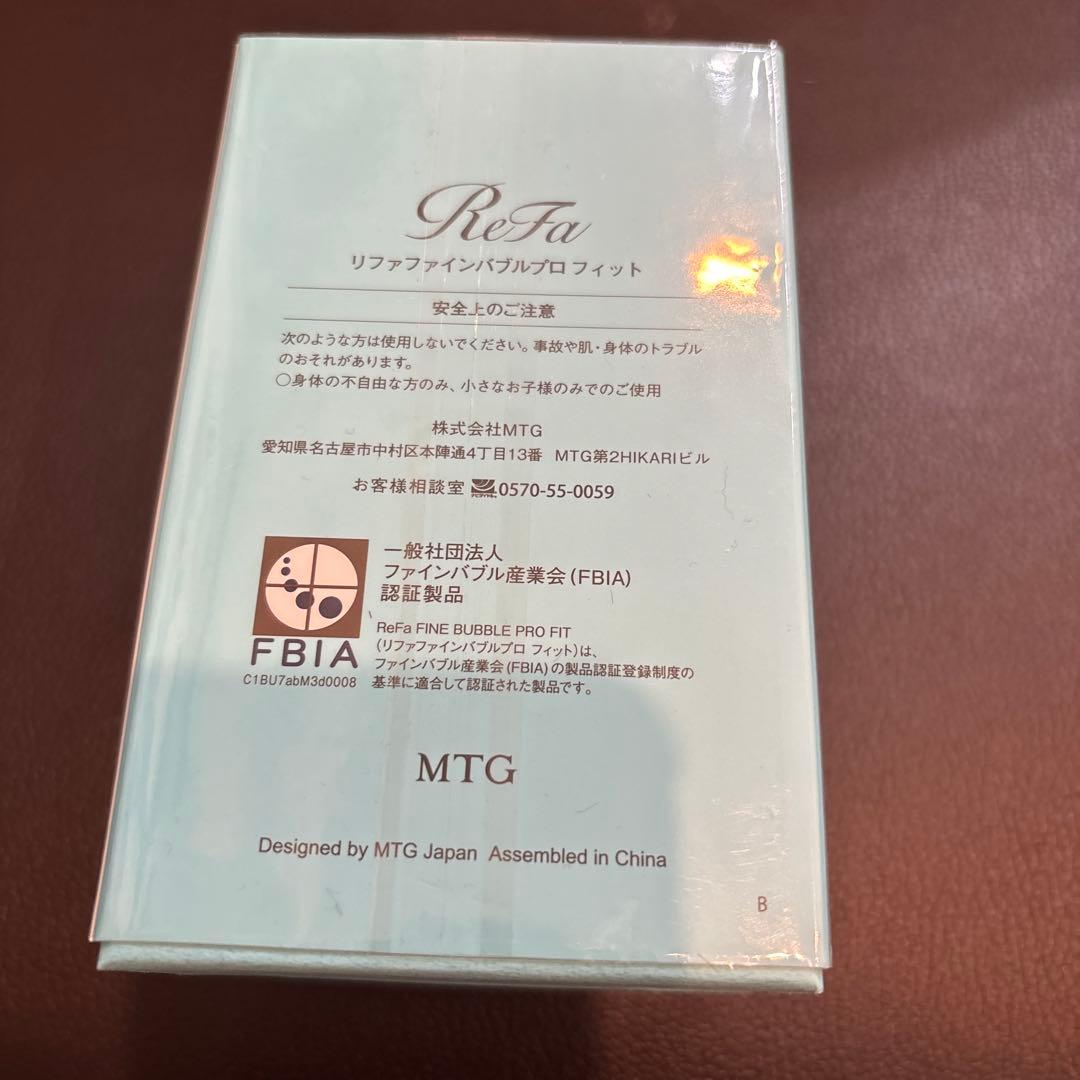 ReFa
リファファインバブルプロ フィット
安全上のご注意
次のような方は使用しないでください。事故や肌・身体のトラブル
のおそれがあります。
○身体の不自由な方のみ、小さなお子様のみでのご使用
株式会社MTG
愛知県名古屋市中村区本陣通4丁目13番 MTG第2HIKARIビル
お客様相談室 0570-55-0059
一般社団法人
ファインバブル産業会(FBIA)
認証製品
FBIA
C1BU7abM3d0008
ReFa FINE BUBBLE PRO FIT
(リファファインバブルプロ フィット)は、
ファインバブル産業会(FBIA)の製品認証登録制度の
基準に適合して認証された製品です。
MTG
Designed by MTG Japan Assembled in China
B